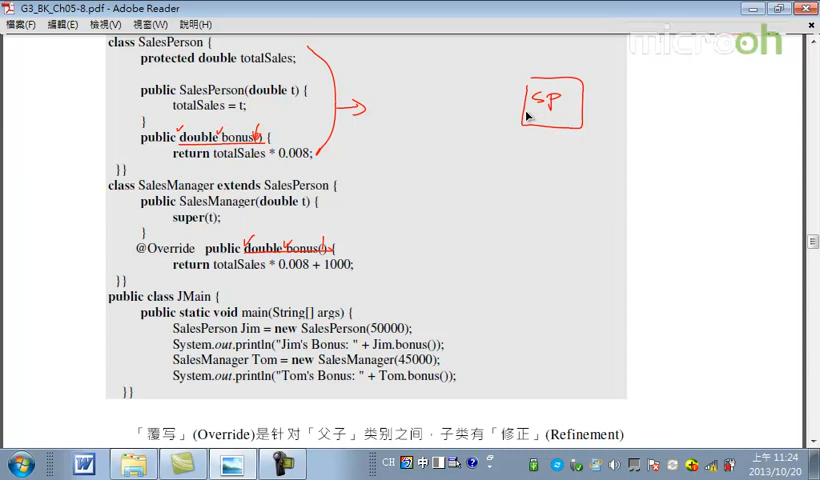 G3_BK_Ch05-8.pdf - Adobe Reader
檔案(F) 編輯(E) 檢視(V) 視窗(W) 說明(H)
microoh
class SalesPerson {
protected double totalSales;
public SalesPerson(double t) {
totalSales = t;
}
public double bonus() {
return totalSales * 0.008;
}}
class SalesManager extends SalesPerson {
public SalesManager(double t) {
super(t);
}
@Override public double bonus() {
return totalSales * 0.008 + 1000;
}}
public class JMain {
public static void main(String[] args) {
SalesPerson Jim = new SalesPerson(50000);
System.out.println("Jim's Bonus: " + Jim.bonus());
SalesManager Tom = new SalesManager(45000);
System.out.println("Tom's Bonus: " + Tom.bonus());
}}
SP
「覆写」(Override)是针对「父子」类别之间，子类有「修正」(Refinement)
CH 中
上午 11:24
2013/10/20